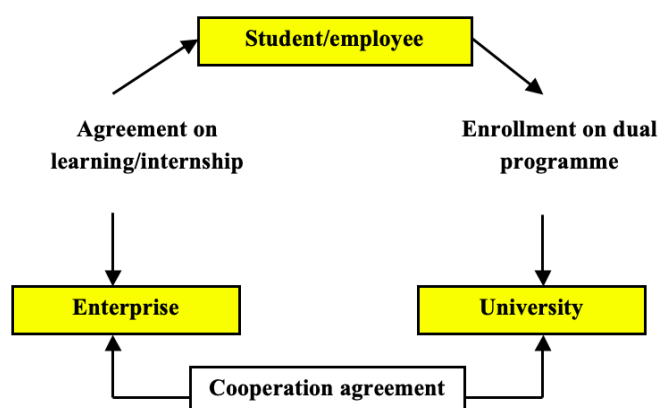 Student/employee
Agreement on
learning/internship
Enrollment on dual
programme
Enterprise
University
Cooperation agreement